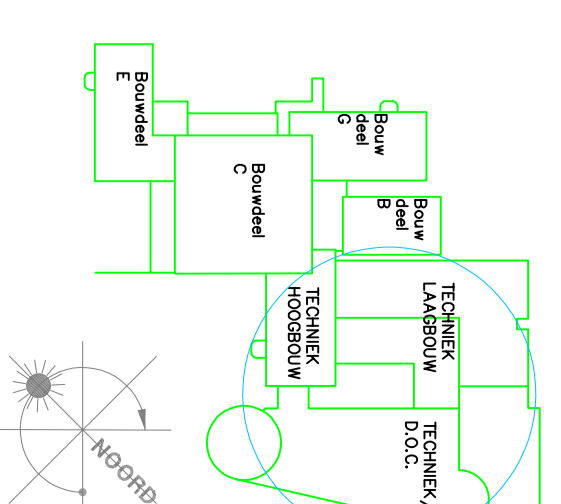 Bouwdeel
E
Bouw
deel
G
Bouwdeel
C
Bouw
deel
B
TECHNIEK
HOOGBOUW
TECHNIEK
LAAGBOUW
TECHNIEK,
D.O.C.
NOORD